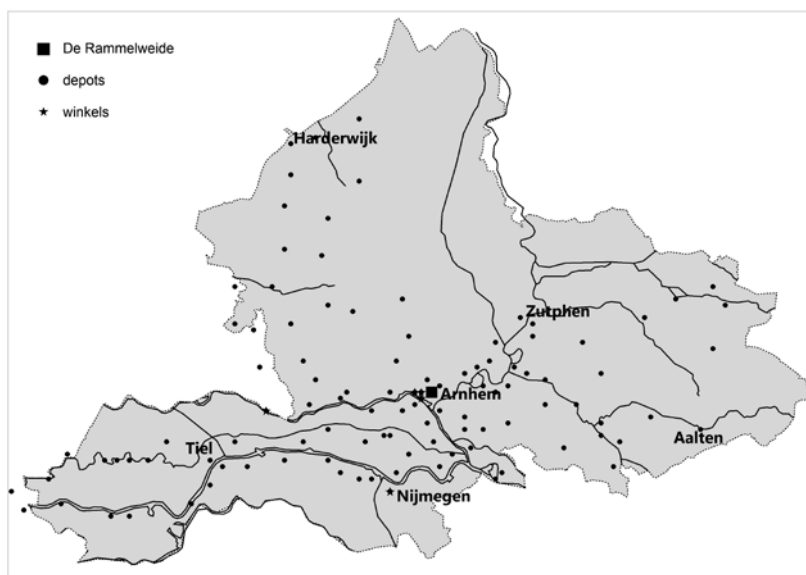 De Rammelweide
depots
winkels
Harderwijk
Zutphen
Arnhem
Aalten
Tiel
Nijmegen